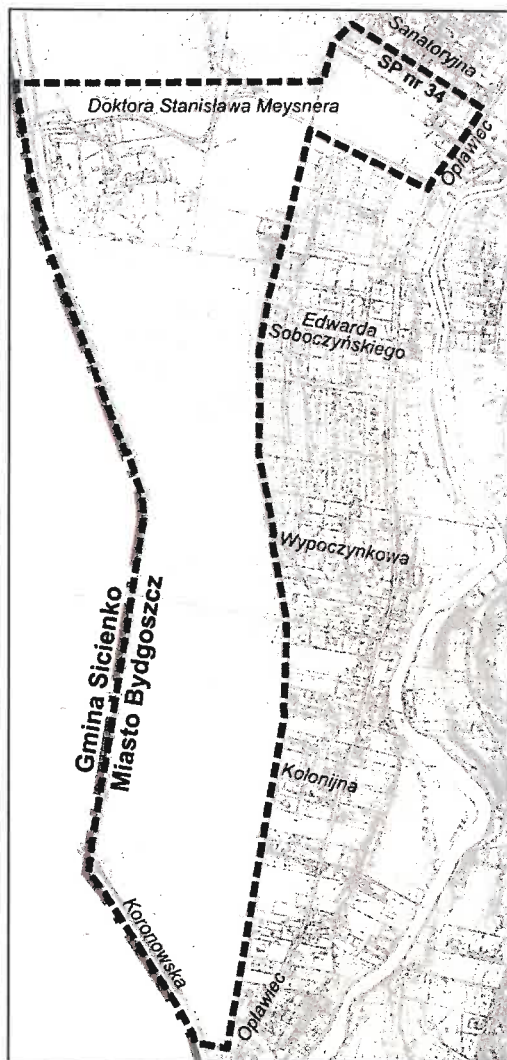 Sanatoryjna
SP nr 34
Doktora Stanisława Meysnera
Opławiec
Edwarda
Soboczyńskiego
Wypoczynkowa
Gmina Sicienko
Miasto Bydgoszcz
Kolonijna
Koronowska
Opławiec